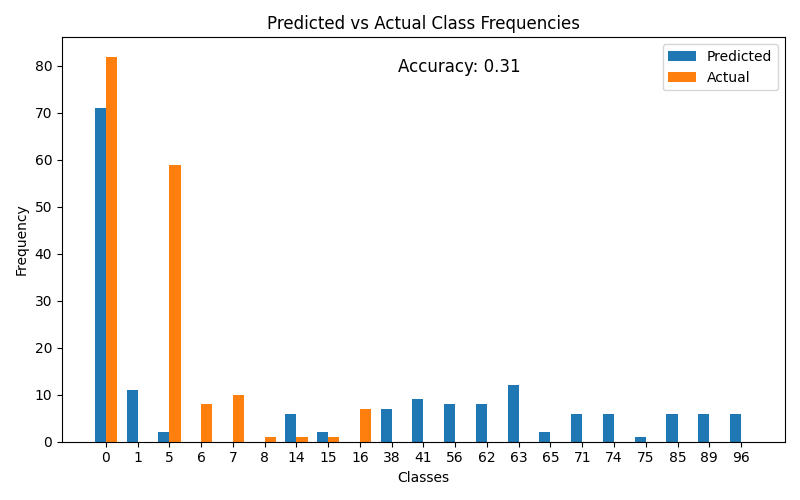 Predicted vs Actual Class Frequencies
Accuracy: 0.31
Predicted
Actual
80
70
60
50
40
30
20
10
0
Frequency
0 1 5 6 7 8 14 15 16 38 41 56 62 63 65 71 74 75 85 89 96
Classes